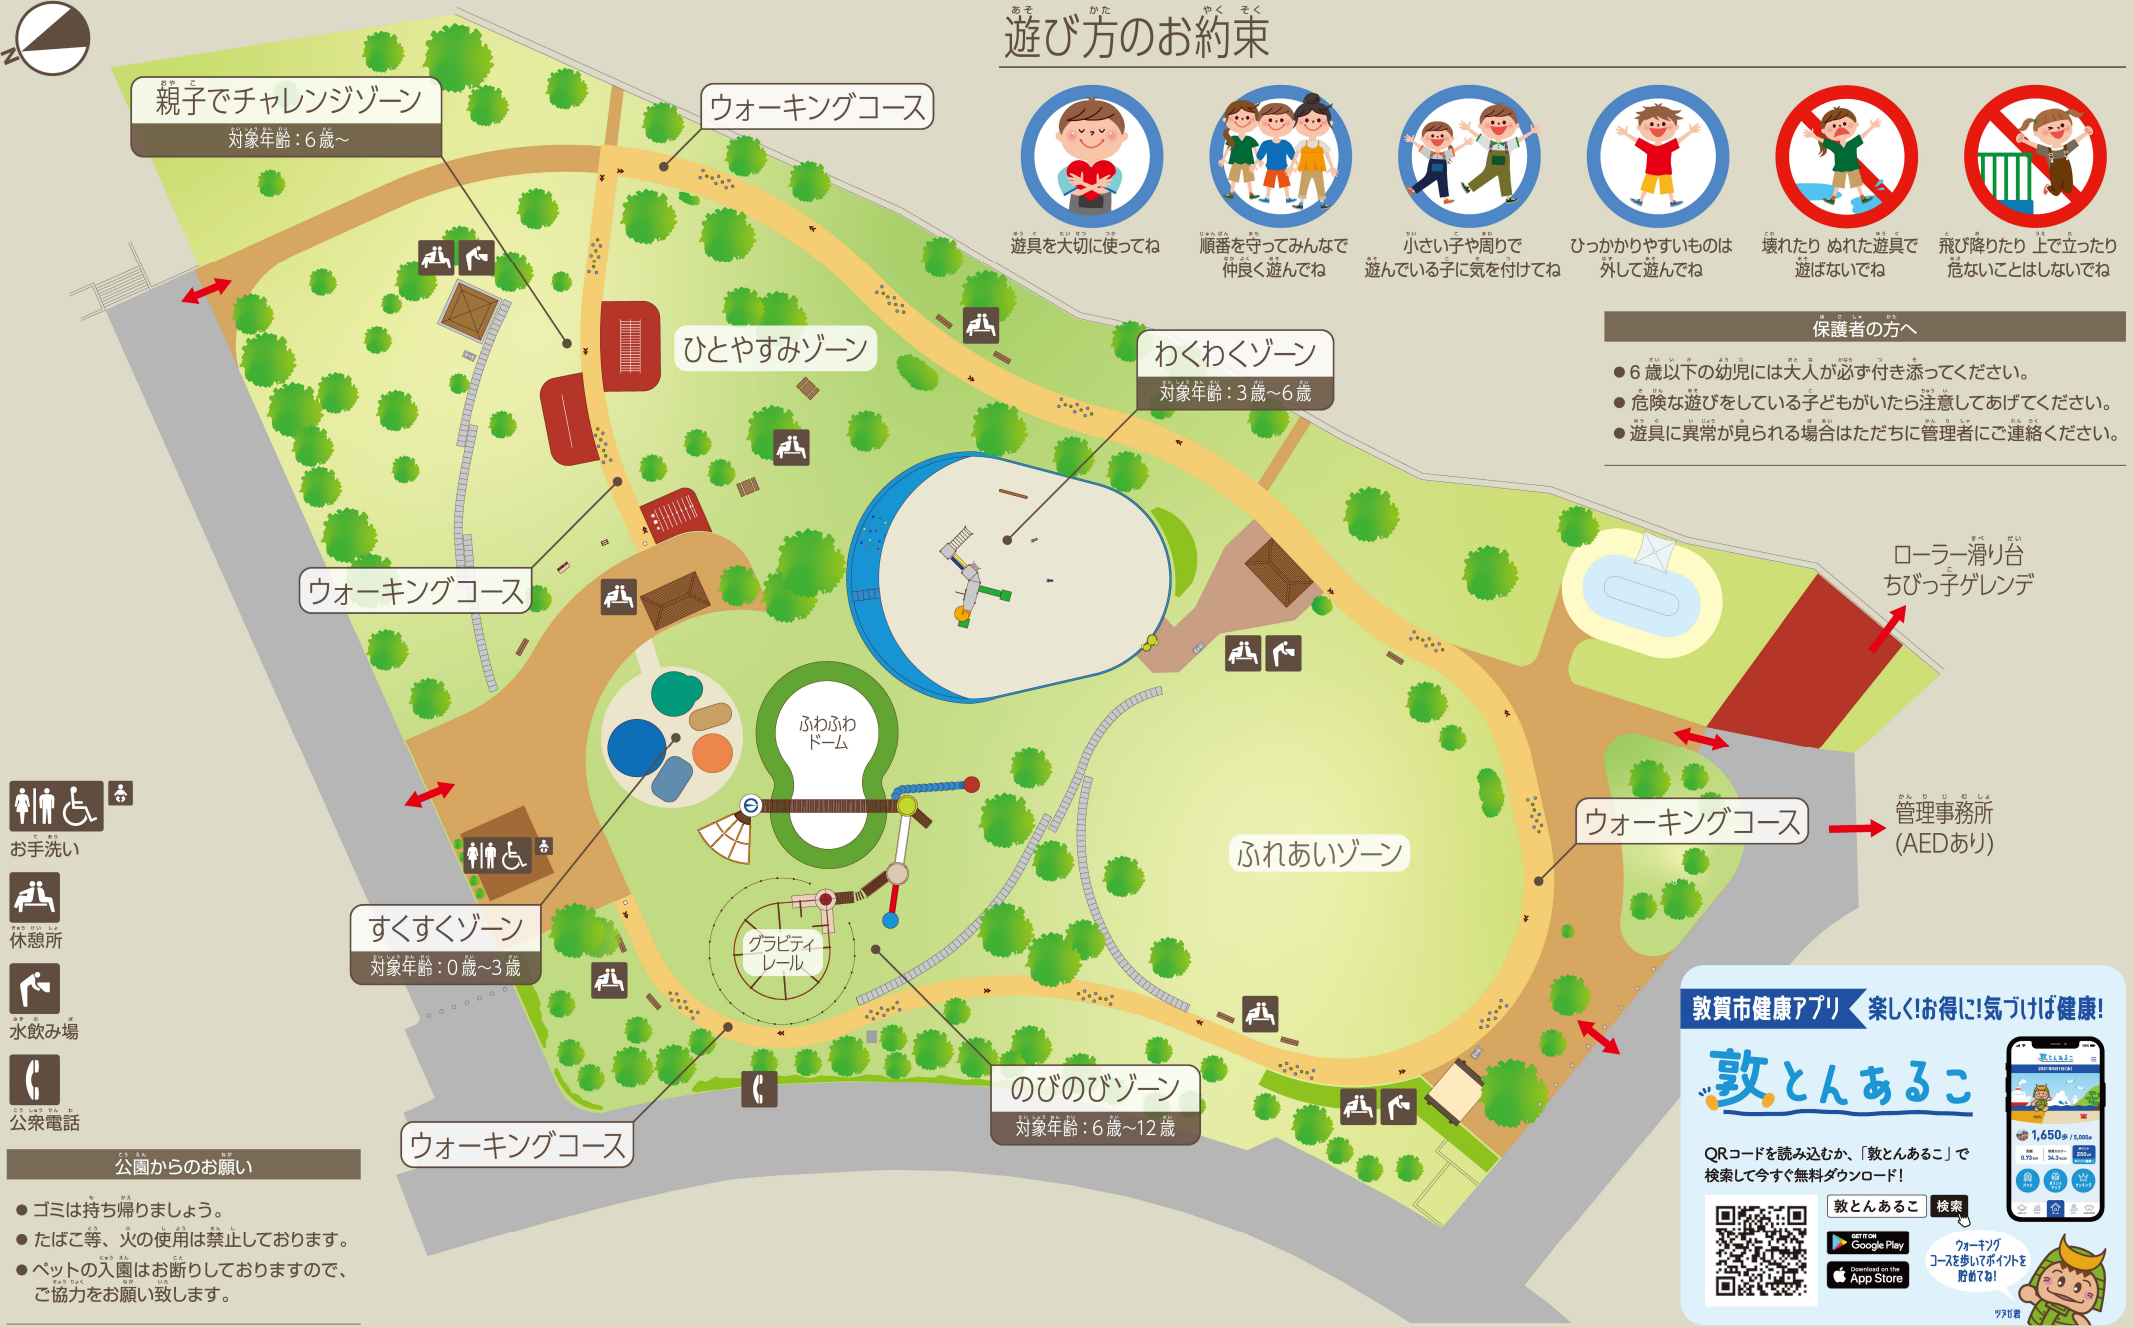 N
遊び方のお約束
親子でチャレンジゾーン
対象年齢：6歳～
ウォーキングコース
遊具を大切に使ってね
順番を守ってみんなで
仲良く遊んでね
小さい子や周りで
遊んでいる子に気を付けてね
ひっかかりやすいものは
外して遊んでね
壊れたり ぬれた遊具で
遊ばないでね
飛び降りたり 上で立ったり
危ないことはしないでね
保護者の方へ
●6歳以下の幼児には大人が必ず付き添ってください。
●危険な遊びをしている子どもがいたら注意してあげてください。
●遊具に異常が見られる場合はただちに管理者にご連絡ください。
ひとやすみゾーン
わくわくゾーン
対象年齢：3歳～6歳
ローラー滑り台
ちびっ子ゲレンデ
ウォーキングコース
ふわふわ
ドーム
ふれあいゾーン
ウォーキングコース
管理事務所
(AEDあり)
お手洗い
休憩所
水飲み場
公衆電話
すくすくゾーン
対象年齢：0歳～3歳
グラビティ
レール
のびのびゾーン
対象年齢：6歳～12歳
ウォーキングコース
公園からのお願い
●ゴミは持ち帰りましょう。
●たばこ等、火の使用は禁止しております。
●ペットの入園はお断りしておりますので、
ご協力をお願い致します。
敦賀市健康アプリ
楽しく!お得に!気づけば健康!
敦とんあるこ
QRコードを読み込むか、「敦とんあるこ」で
検索して今すぐ無料ダウンロード!
敦とんあるこ 検索
GET IT ON
Google Play
Download on the
App Store
敦とんあるこ
1,650歩 / 5,000歩
ウォーキング
コースを歩いてポイントを
貯めてね!
ツヌガ君